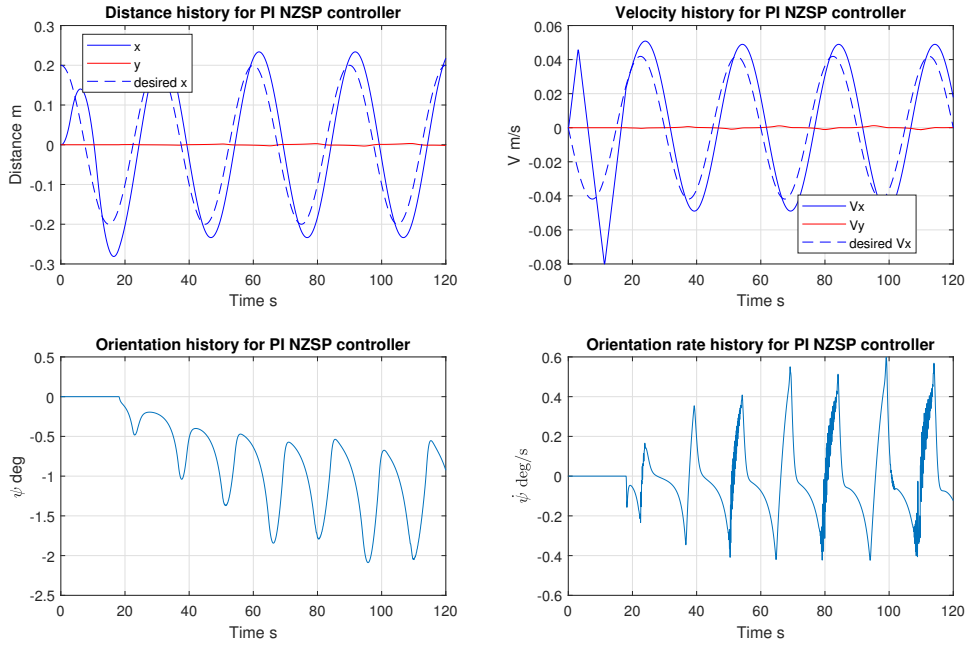 Distance history for PI NZSP controller
0.3
0.2
0.1
0
-0.1
-0.2
-0.3
Distance m
x
y
desired x
0 20 40 60 80 100 120
Time s
Velocity history for PI NZSP controller
0.06
0.04
0.02
0
-0.02
-0.04
-0.06
-0.08
V m/s
Vx
Vy
desired Vx
0 20 40 60 80 100 120
Time s
Orientation history for PI NZSP controller
0.5
0
-0.5
-1
-1.5
-2
-2.5
ψ deg
0 20 40 60 80 100 120
Time s
Orientation rate history for PI NZSP controller
0.6
0.4
0.2
0
-0.2
-0.4
-0.6
ψ̇ deg/s
0 20 40 60 80 100 120
Time s